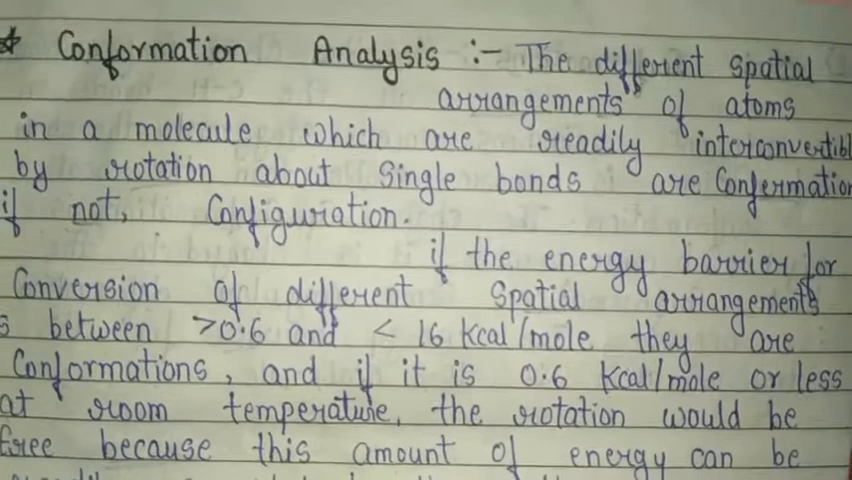 * Conformation Analysis :- The different spatial
arrangements of atoms
in a molecule which are readily interconvertibl
by rotation about Single bonds are Confermation
if not, Configuration.
if the energy barrier for
Conversion of different Spatial arrangements
s between >0.6 and < 16 Kcal/mole they are
Conformations, and if it is 0.6 Kcal/mole or less
at room temperature, the rotation would be
free because this amount of energy can be